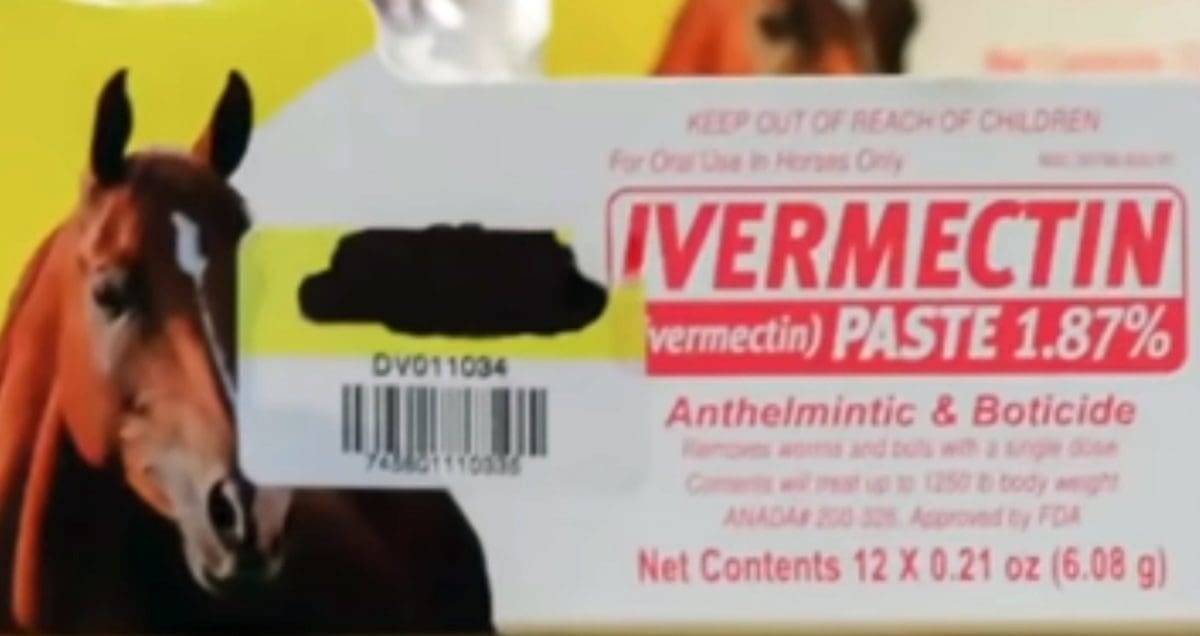 KEEP OUT OF REACH OF CHILDREN
For Oral Use In Horses Only
IVERMECTIN
vermectin) PASTE 1.87%
DV011034
Anthelmintic & Boticide
Removes worms and bots with a single dose
Contents will treat up to 1250 lb body weight
ANADA# 200-326, Approved by FDA
Net Contents 12 X 0.21 oz (6.08 g)